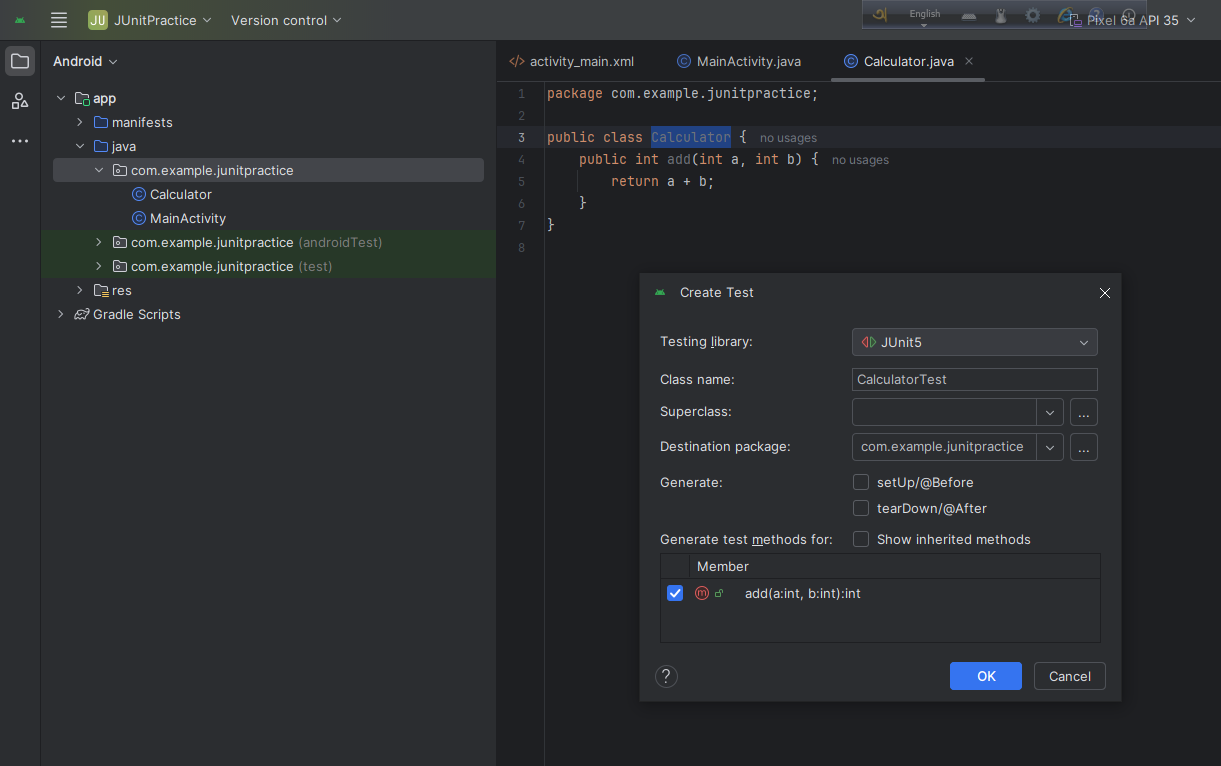 JU JUnitPractice Version control
অ English Pixel 6a API 35
Android
app
manifests
java
com.example.junitpractice
Calculator
MainActivity
com.example.junitpractice (androidTest)
com.example.junitpractice (test)
res
Gradle Scripts
activity_main.xml MainActivity.java Calculator.java
1 package com.example.junitpractice;
2
3 public class Calculator { no usages
4 public int add(int a, int b) { no usages
5 return a + b;
6 }
7 }
8
Create Test
Testing library: JUnit5
Class name: CalculatorTest
Superclass: ...
Destination package: com.example.junitpractice ...
Generate: setUp/@Before
tearDown/@After
Generate test methods for: Show inherited methods
Member
m add(a:int, b:int):int
? OK Cancel